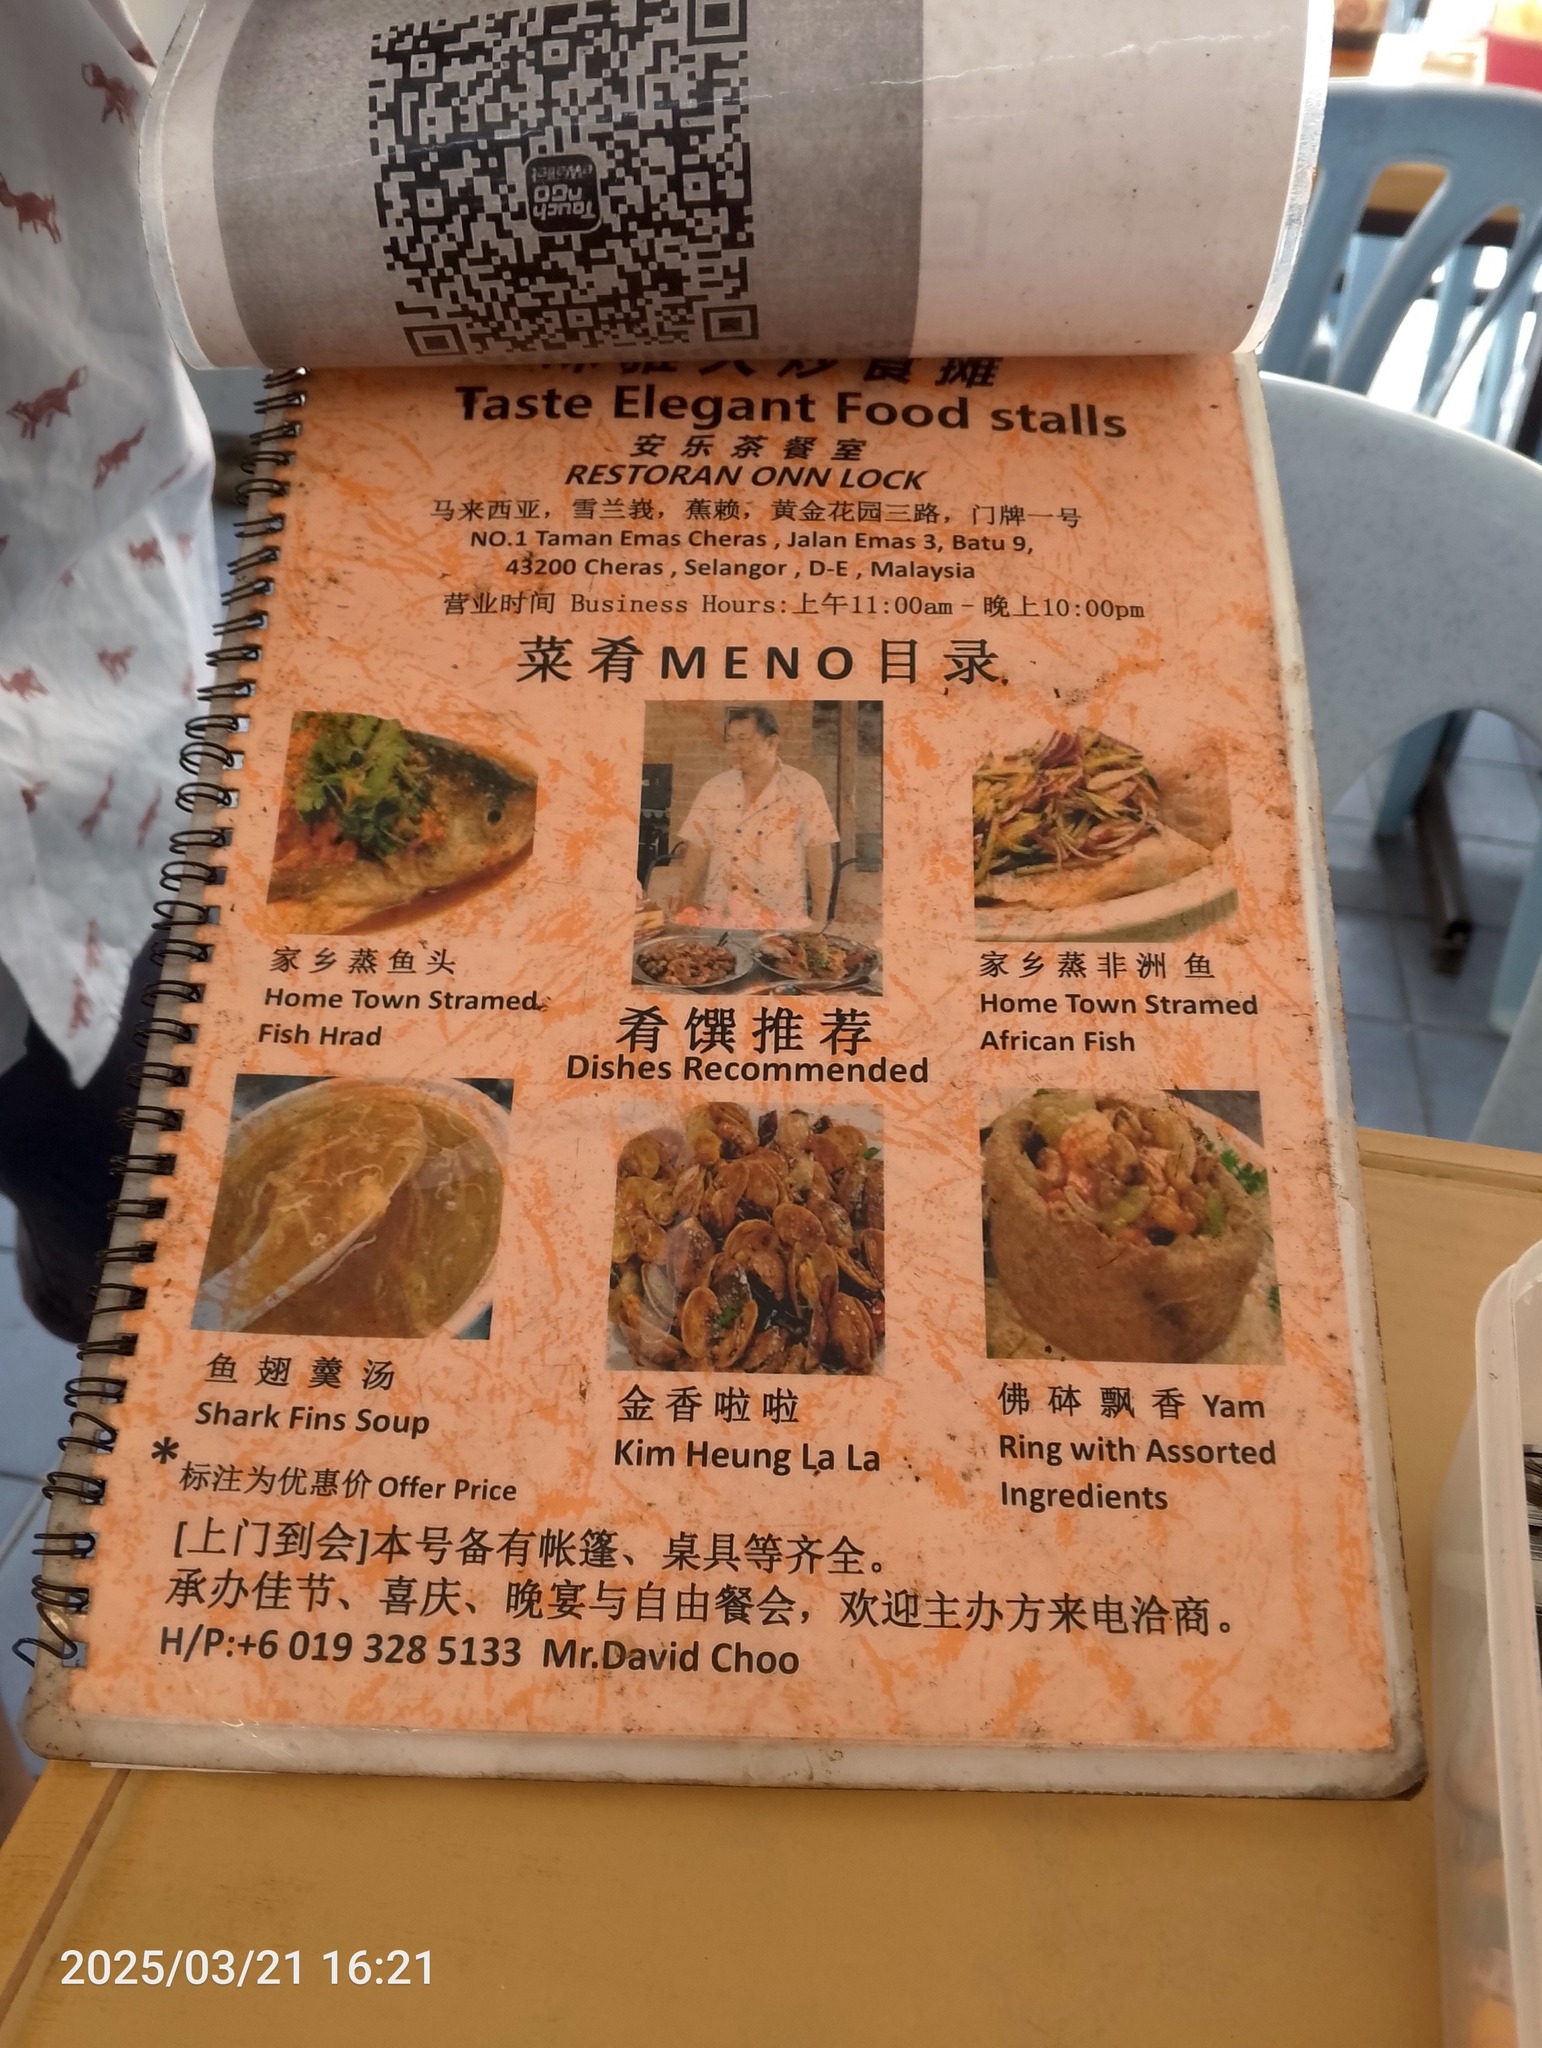 Touch
nGO
eWallet
食摊
Taste Elegant Food stalls
安乐茶餐室
RESTORAN ONN LOCK
马来西亚，雪兰莪，蕉赖，黄金花园三路，门牌一号
NO.1 Taman Emas Cheras , Jalan Emas 3, Batu 9,
43200 Cheras , Selangor , D-E , Malaysia
营业时间 Business Hours:上午11:00am－晚上10:00pm
菜肴MENO目录
家乡蒸鱼头
Home Town Stramed
Fish Hrad
家乡蒸非洲鱼
Home Town Stramed
African Fish
肴馔推荐
Dishes Recommended
鱼翅羹汤
Shark Fins Soup
金香啦啦
Kim Heung La La
佛砵飘香 Yam
Ring with Assorted
Ingredients
*标注为优惠价 Offer Price
[上门到会]本号备有帐篷、桌具等齐全。
承办佳节、喜庆、晚宴与自由餐会，欢迎主办方来电洽商。
H/P:+6 019 328 5133 Mr.David Choo
2025/03/21 16:21